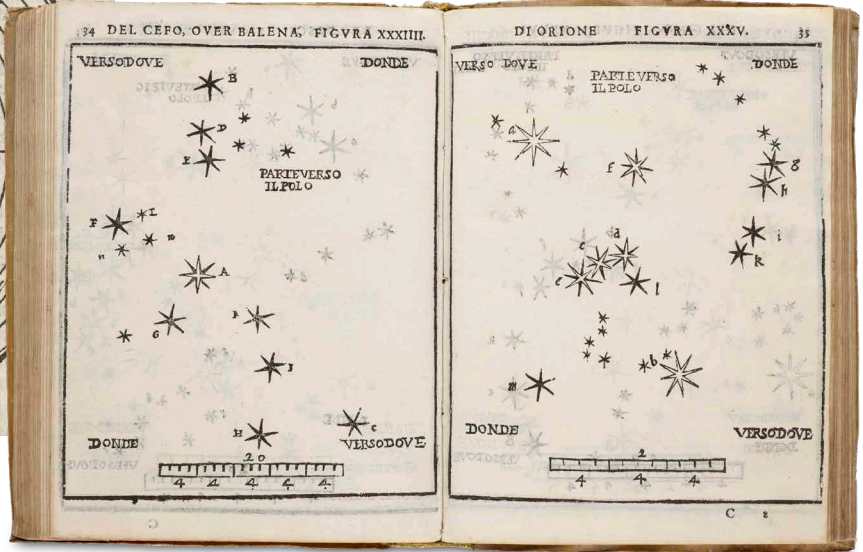 34 DEL CEFO, OVER BALENA, FIGVRA XXXIIII.
VERSO DOVE
DONDE
B
D
E
PARTE VERSO
IL POLO
F
I
n
n
A
G
F
I
H
C
DONDE
VERSO DOVE
20
4 4 4 4 4
DI ORIONE FIGVRA XXXV. 35
VERSO DOVE
DONDE
PARTE VERSO
IL POLO
a
f
g
h
i
k
c
d
e
l
b
m
DONDE
VERSO DOVE
2
4 4 4
C 2